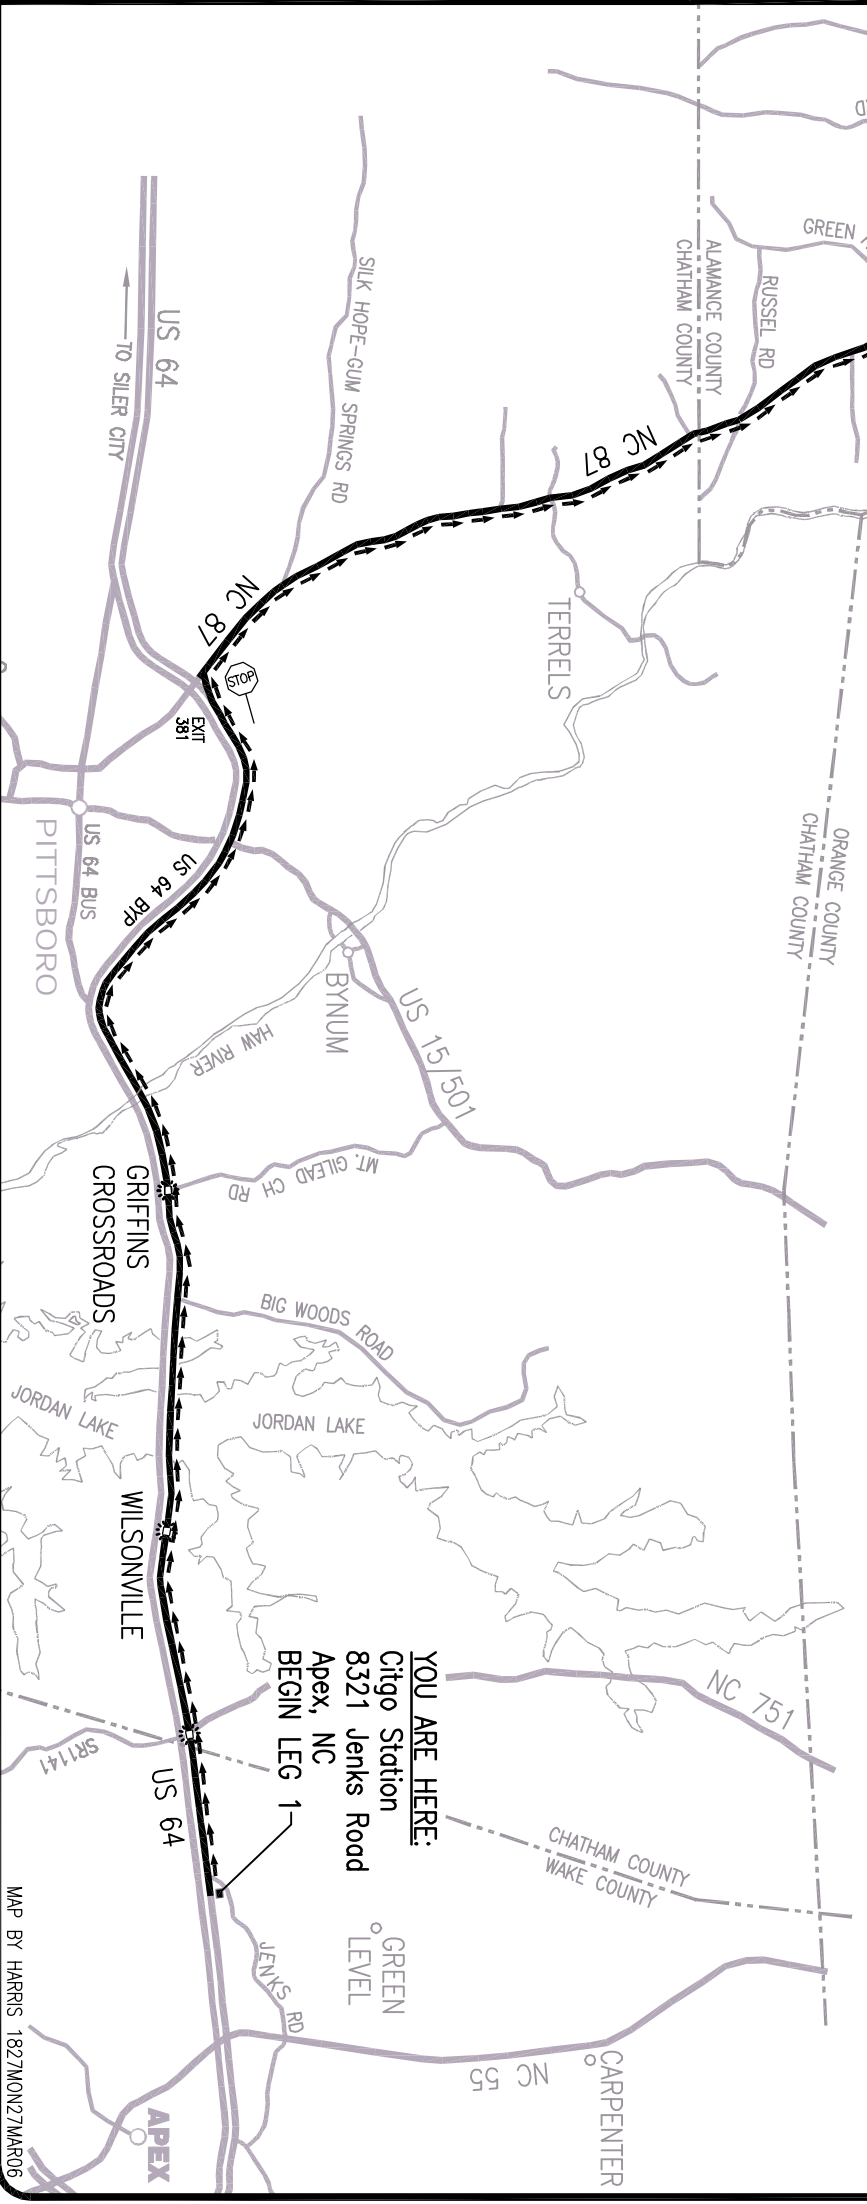 GREEN
RUSSEL RD
ALAMANCE COUNTY
CHATHAM COUNTY
SILK HOPE-GUM SPRINGS RD
US 64
TO SILER CITY
NC 87
NC 87
STOP
EXIT
381
TERRELS
ORANGE COUNTY
CHATHAM COUNTY
US 64 BUS
PITTSBORO
US 64 BYP
BYNUM
US 15/501
HAW RIVER
MT. GILEAD CH RD
GRIFFINS
CROSSROADS
BIG WOODS ROAD
JORDAN LAKE
JORDAN LAKE
WILSONVILLE
YOU ARE HERE:
Citgo Station
8321 Jenks Road
Apex, NC
BEGIN LEG 1
NC 751
SR1141
US 64
CHATHAM COUNTY
WAKE COUNTY
GREEN
LEVEL
JENKS RD
NC 55
CARPENTER
APEX
MAP BY HARRIS 1827MON27MAR06